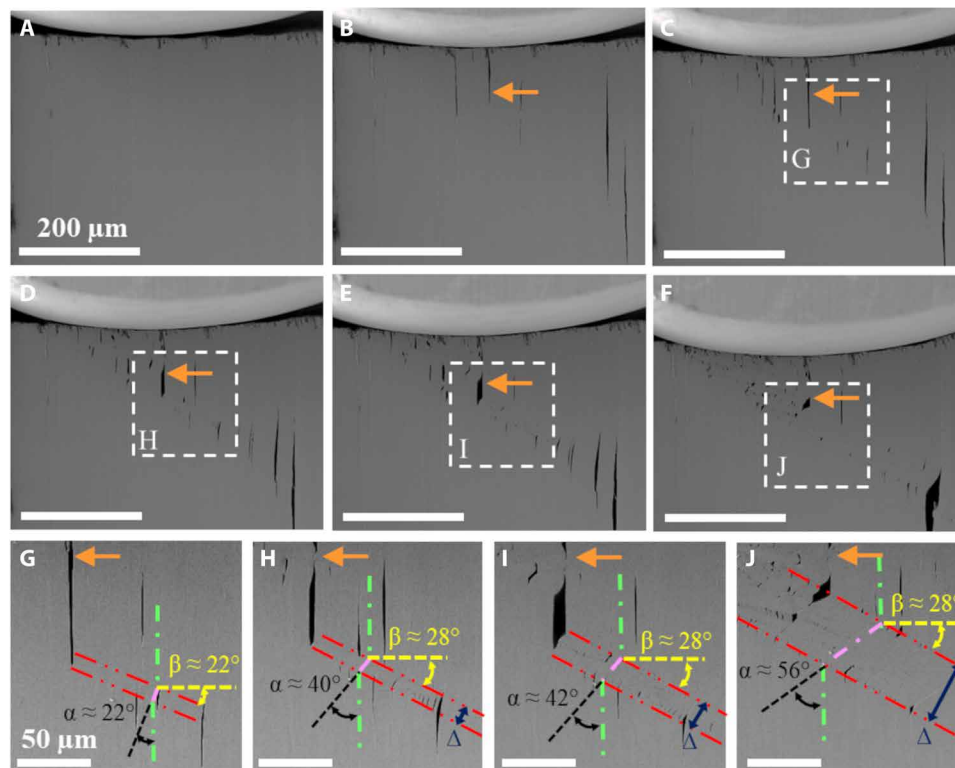 A
B
C
200 μm
G
D
E
F
H
I
J
G
H
I
J
β ≈ 22°
β ≈ 28°
β ≈ 28°
β ≈ 28°
α ≈ 22°
α ≈ 40°
α ≈ 42°
α ≈ 56°
Δ
Δ
Δ
50 μm